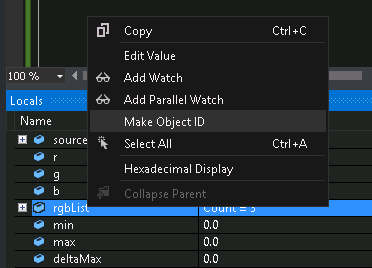 Copy Ctrl+C
Edit Value
Add Watch
100 %
Add Parallel Watch
Locals
Make Object ID
Name
Select All Ctrl+A
source
r
Hexadecimal Display
g
b
Collapse Parent
rgbList Count = 3
min 0.0
max 0.0
deltaMax 0.0